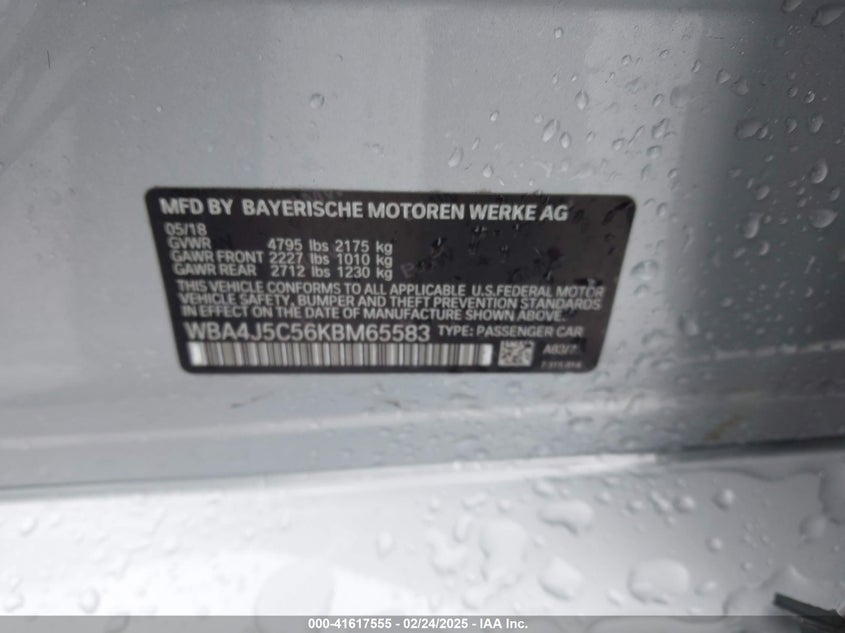 MFD BY BAYERISCHE MOTOREN WERKE AG
05/18
GVWR 4795 lbs 2175 kg
GAWR FRONT 2227 lbs 1010 kg
GAWR REAR 2712 lbs 1230 kg
THIS VEHICLE CONFORMS TO ALL APPLICABLE U.S. FEDERAL MOTOR
VEHICLE SAFETY, BUMPER AND THEFT PREVENTION STANDARDS
IN EFFECT ON THE DATE OF MANUFACTURE SHOWN ABOVE.
WBA4J5C56KBM65583 TYPE: PASSENGER CAR
000-41617555 - 02/24/2025 - IAA Inc.